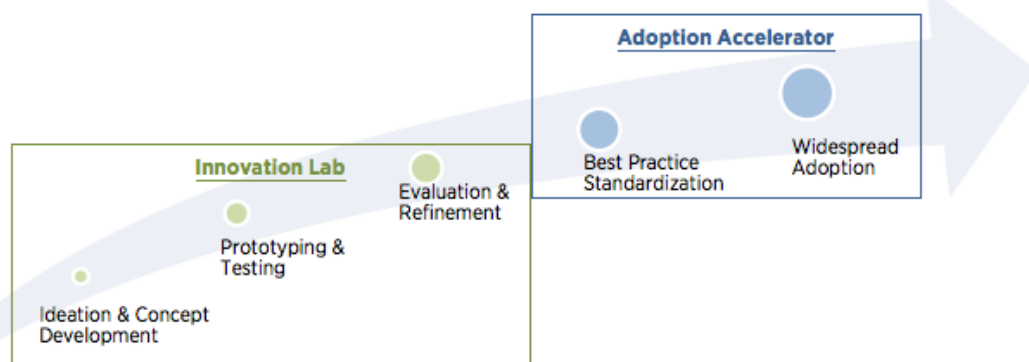 Innovation Lab
Ideation & Concept
Development
Prototyping &
Testing
Evaluation &
Refinement
Adoption Accelerator
Best Practice
Standardization
Widespread
Adoption